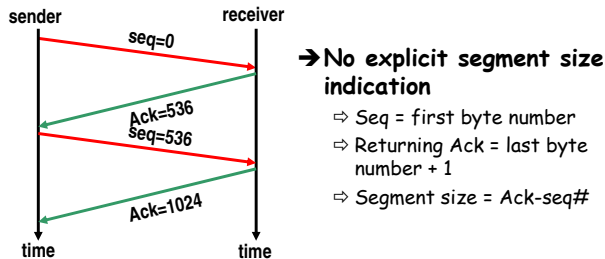 sender
receiver
seq=0
Ack=536
seq=536
Ack=1024
time
time
➔ No explicit segment size
indication
⇨ Seq = first byte number
⇨ Returning Ack = last byte
number + 1
⇨ Segment size = Ack-seq#